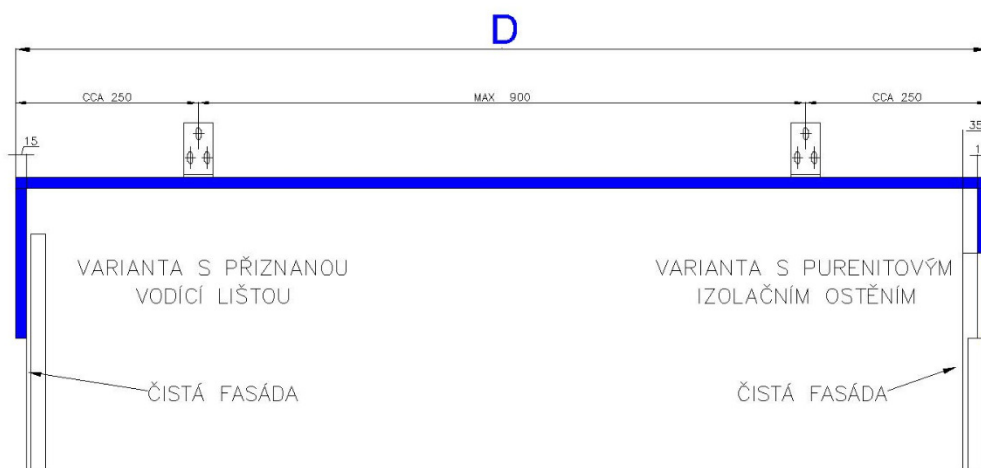 D
CCA 250
MAX 900
CCA 250
15
35
VARIANTA S PŘIZNANOU
VODÍCÍ LIŠTOU
VARIANTA S PURENITOVÝM
IZOLAČNÍM OSTĚNÍM
ČISTÁ FASÁDA
ČISTÁ FASÁDA